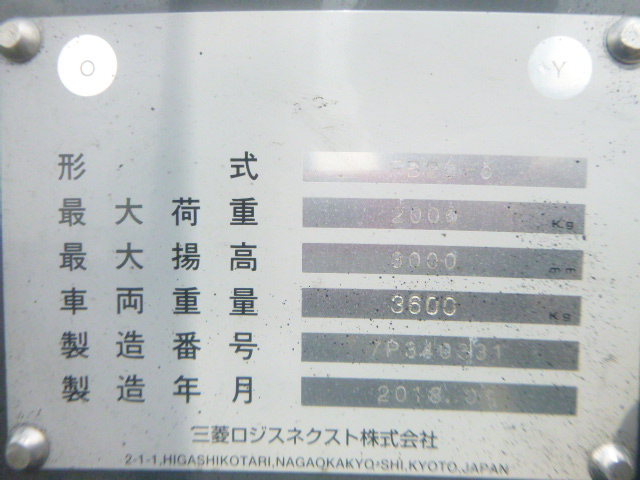 O Y
形式
最大荷重 2000 Kg
最大揚高 mm
車両重量 3600 Kg
製造番号
製造年月
三菱ロジスネクスト株式会社
2-1-1,HIGASHIKOTARI,NAGAOKAKYO-SHI,KYOTO,JAPAN